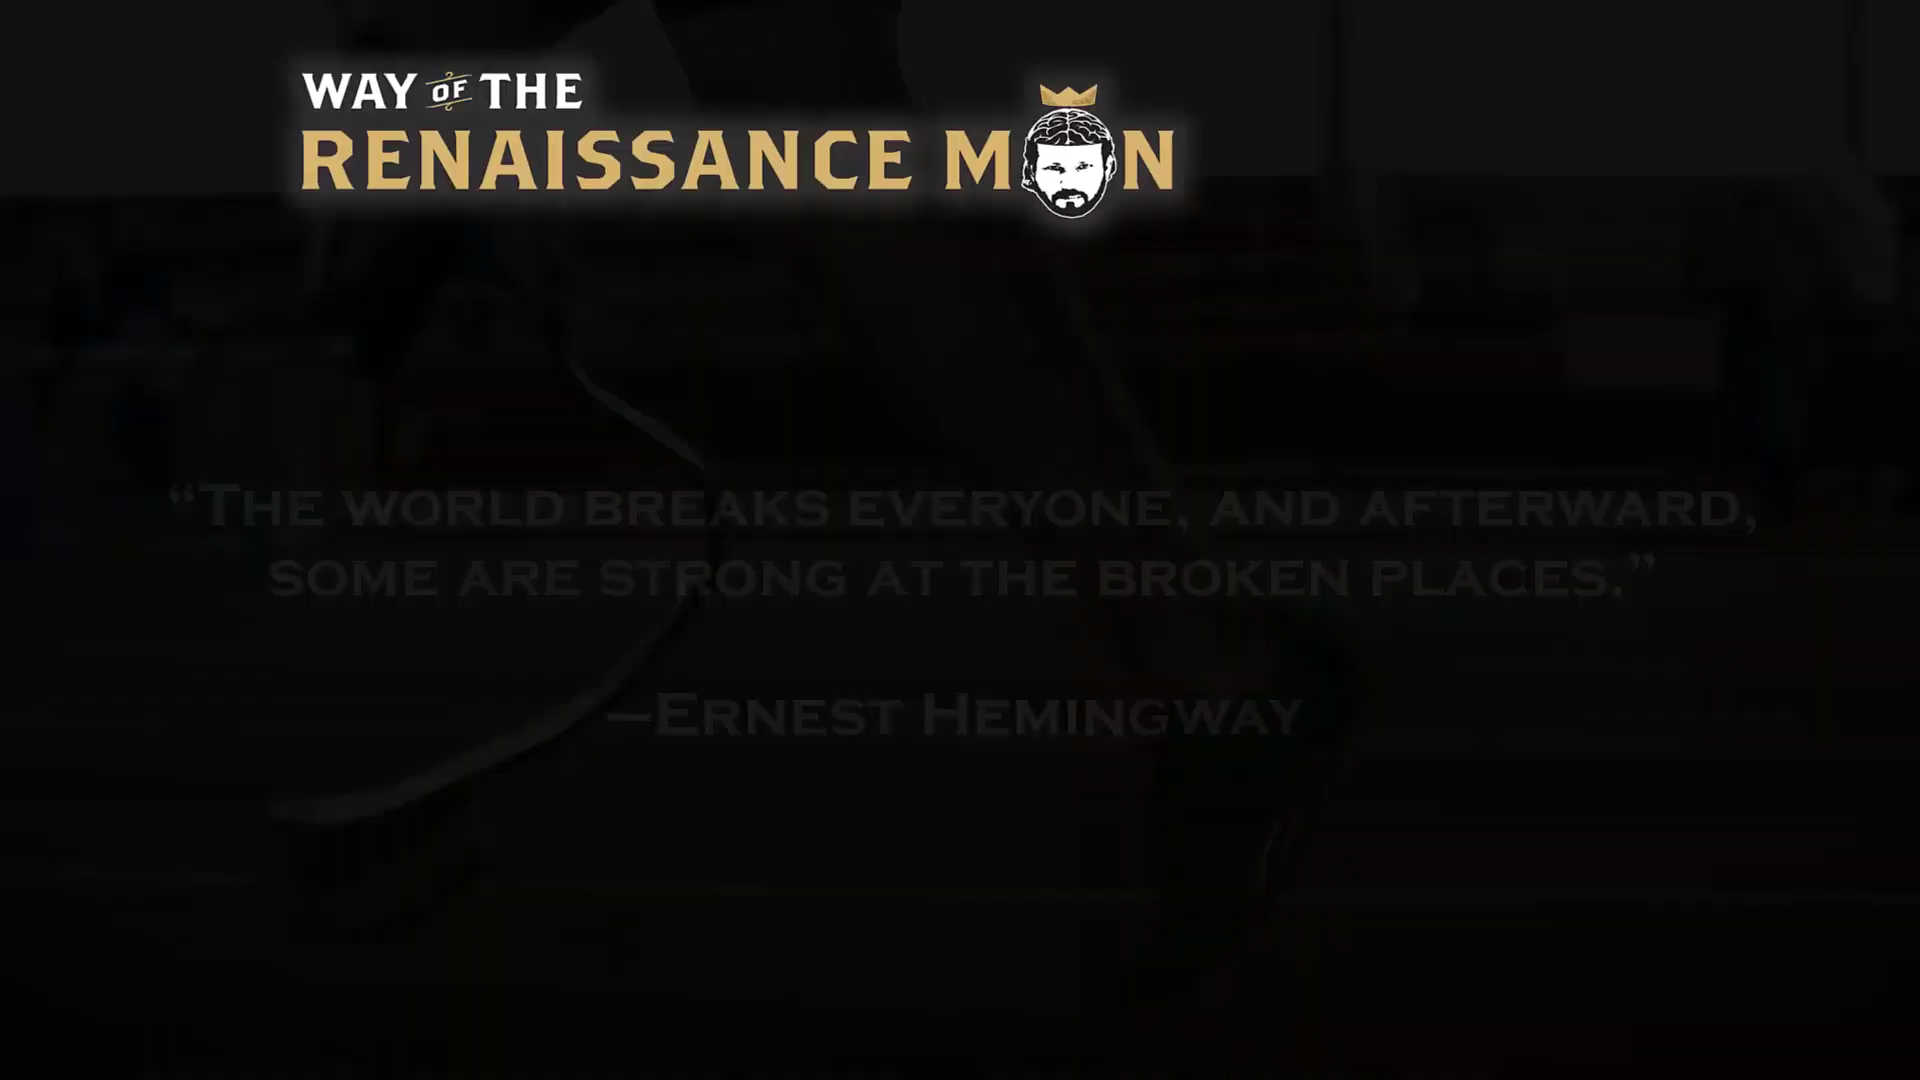 WAY OF THE
RENAISSANCE MAN
“THE WORLD BREAKS EVERYONE, AND AFTERWARD,
SOME ARE STRONG AT THE BROKEN PLACES.”
—ERNEST HEMINGWAY